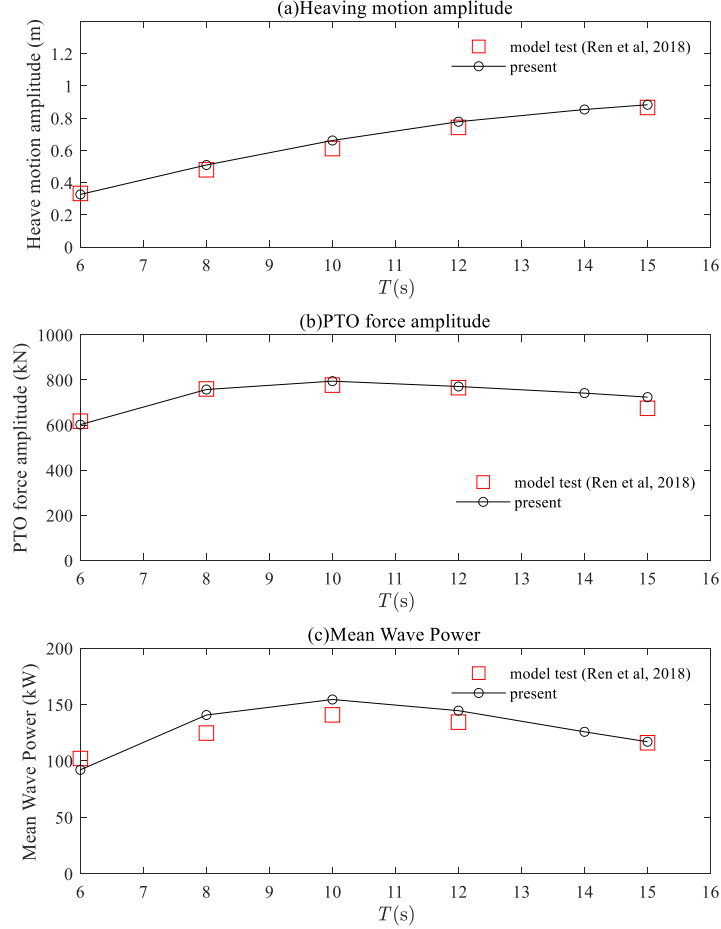 (a)Heaving motion amplitude
Heave motion amplitude (m)
1.2
1
0.8
0.6
0.4
0.2
0
model test (Ren et al, 2018)
present
6 7 8 9 10 11 12 13 14 15 16
T(s)
(b)PTO force amplitude
PTO force amplitude (kN)
1000
800
600
400
200
0
model test (Ren et al, 2018)
present
6 7 8 9 10 11 12 13 14 15 16
T(s)
(c)Mean Wave Power
Mean Wave Power (kW)
200
150
100
50
0
model test (Ren et al, 2018)
present
6 7 8 9 10 11 12 13 14 15 16
T(s)